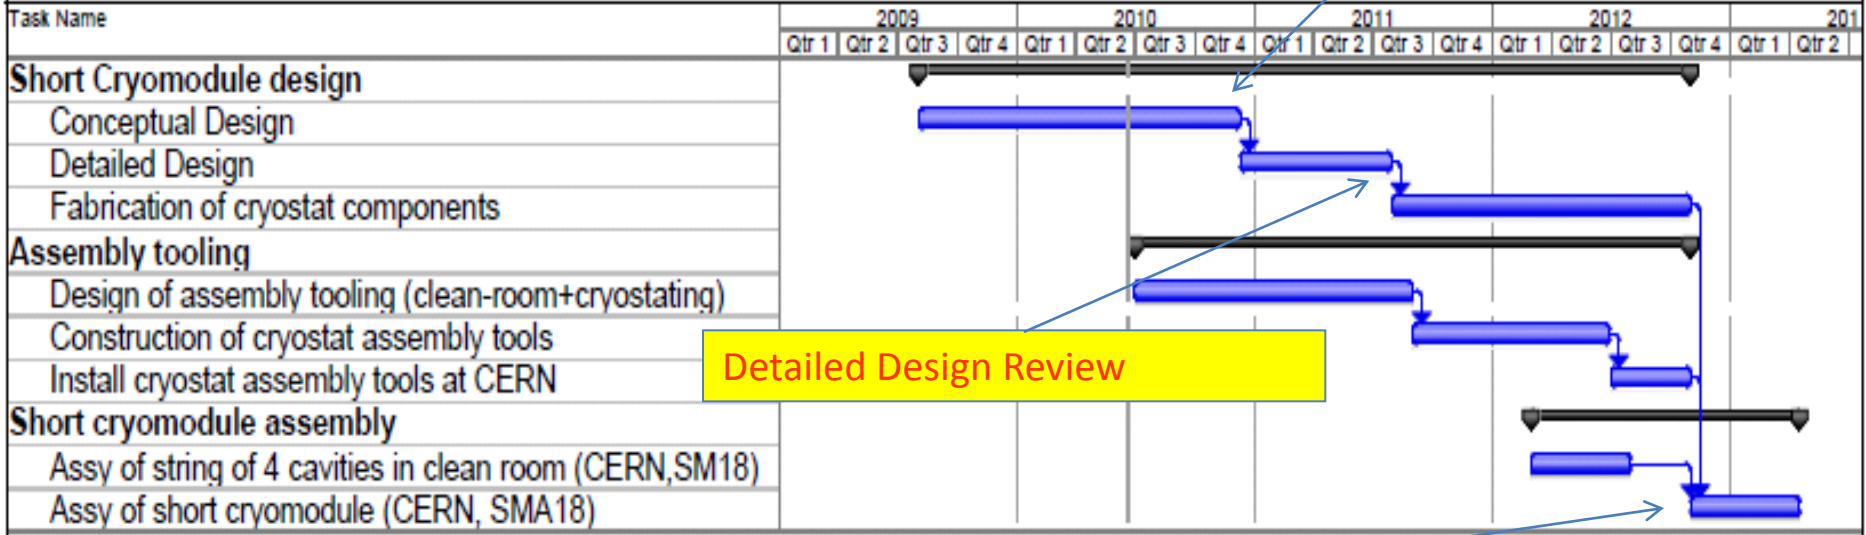 Task Name
2009 2010 2011 2012 201
Qtr 1 Qtr 2 Qtr 3 Qtr 4 Qtr 1 Qtr 2 Qtr 3 Qtr 4 Qtr 1 Qtr 2 Qtr 3 Qtr 4 Qtr 1 Qtr 2 Qtr 3 Qtr 4 Qtr 1 Qtr 2
Short Cryomodule design
Conceptual Design
Detailed Design
Fabrication of cryostat components
Assembly tooling
Design of assembly tooling (clean-room+cryostating)
Construction of cryostat assembly tools
Detailed Design Review
Install cryostat assembly tools at CERN
Short cryomodule assembly
Assy of string of 4 cavities in clean room (CERN,SM18)
Assy of short cryomodule (CERN, SMA18)